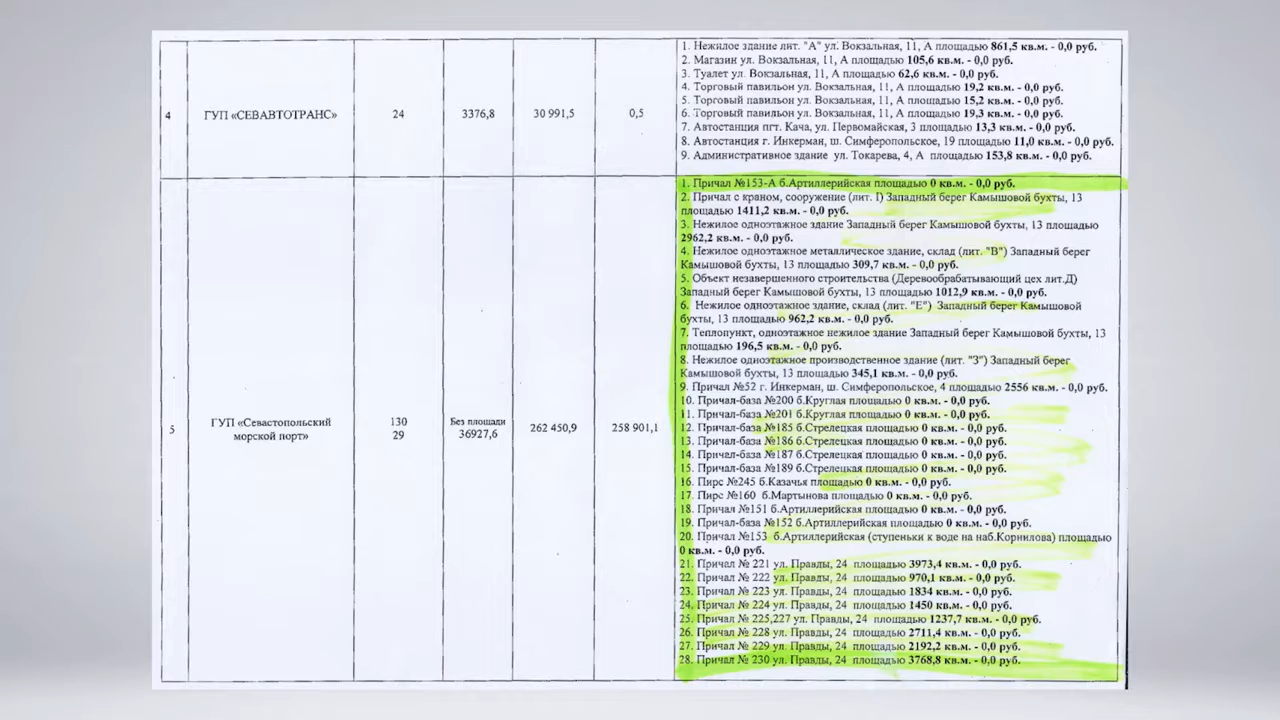 4
ГУП «СЕВАВТОТРАНС»
24
3376,8
30 991,5
0,5
1. Нежилое здание лит. "А" ул. Вокзальная, 11, А площадью 861,5 кв.м. - 0,0 руб.
2. Магазин ул. Вокзальная, 11, А площадью 105,6 кв.м. - 0,0 руб.
3. Туалет ул. Вокзальная, 11, А площадью 62,6 кв.м. - 0,0 руб.
4. Торговый павильон ул. Вокзальная, 11, А площадью 19,2 кв.м. - 0,0 руб.
5. Торговый павильон ул. Вокзальная, 11, А площадью 15,2 кв.м. - 0,0 руб.
6. Торговый павильон ул. Вокзальная, 11, А площадью 19,3 кв.м. - 0,0 руб.
7. Автостанция пгт. Кача, ул. Первомайская, 3 площадью 13,3 кв.м. - 0,0 руб.
8. Автостанция г. Инкерман, ш. Симферопольское, 19 площадью 11,0 кв.м. - 0,0 руб.
9. Административное здание ул. Токарева, 4, А площадью 153,8 кв.м. - 0,0 руб.
5
ГУП «Севастопольский
морской порт»
130
29
Без площади
36927,6
262 450,9
258 901,1
1. Причал №153-А б.Артиллерийская площадью 0 кв.м. - 0,0 руб.
2. Причал с краном, сооружение (лит. I) Западный берег Камышовой бухты, 13
площадью 1411,2 кв.м. - 0,0 руб.
3. Нежилое одноэтажное здание Западный берег Камышовой бухты, 13 площадью
2962,2 кв.м. - 0,0 руб.
4. Нежилое одноэтажное металлическое здание, склад (лит. "В") Западный берег
Камышовой бухты, 13 площадью 309,7 кв.м. - 0,0 руб.
5. Объект незавершенного строительства (Деревообрабатывающий цех лит.Д)
Западный берег Камышовой бухты, 13 площадью 1012,9 кв.м. - 0,0 руб.
6. Нежилое одноэтажное здание, склад (лит. "Е") Западный берег Камышовой
бухты, 13 площадью 962,2 кв.м. - 0,0 руб.
7. Теплопункт, одноэтажное нежилое здание Западный берег Камышовой бухты, 13
площадью 196,5 кв.м. - 0,0 руб.
8. Нежилое одноэтажное производственное здание (лит. "З") Западный берег
Камышовой бухты, 13 площадью 345,1 кв.м. - 0,0 руб.
9. Причал №52 г. Инкерман, ш. Симферопольское, 4 площадью 2556 кв.м. - 0,0 руб.
10. Причал-база №200 б.Круглая площадью 0 кв.м. - 0,0 руб.
11. Причал-база №201 б.Круглая площадью 0 кв.м. - 0,0 руб.
12. Причал-база №185 б.Стрелецкая площадью 0 кв.м. - 0,0 руб.
13. Причал-база №186 б.Стрелецкая площадью 0 кв.м. - 0,0 руб.
14. Причал-база №187 б.Стрелецкая площадью 0 кв.м. - 0,0 руб.
15. Причал-база №189 б.Стрелецкая площадью 0 кв.м. - 0,0 руб.
16. Пирс №245 б.Казачья площадью 0 кв.м. - 0,0 руб.
17. Пирс №160 б.Мартынова площадью 0 кв.м. - 0,0 руб.
18. Причал №151 б.Артиллерийская площадью 0 кв.м. - 0,0 руб.
19. Причал-база №152 б.Артиллерийская площадью 0 кв.м. - 0,0 руб.
20. Причал №153 б.Артиллерийская (ступеньки к воде на наб.Корнилова) площадью
0 кв.м. - 0,0 руб.
21. Причал № 221 ул. Правды, 24 площадью 3973,4 кв.м. - 0,0 руб.
22. Причал № 222 ул. Правды, 24 площадью 970,1 кв.м. - 0,0 руб.
23. Причал № 223 ул. Правды, 24 площадью 1834 кв.м. - 0,0 руб.
24. Причал № 224 ул. Правды, 24 площадью 1450 кв.м. - 0,0 руб.
25. Причал № 225,227 ул. Правды, 24 площадью 1237,7 кв.м. - 0,0 руб.
26. Причал № 228 ул. Правды, 24 площадью 2711,4 кв.м. - 0,0 руб.
27. Причал № 229 ул. Правды, 24 площадью 2192,2 кв.м. - 0,0 руб.
28. Причал № 230 ул. Правды, 24 площадью 3768,8 кв.м. - 0,0 руб.